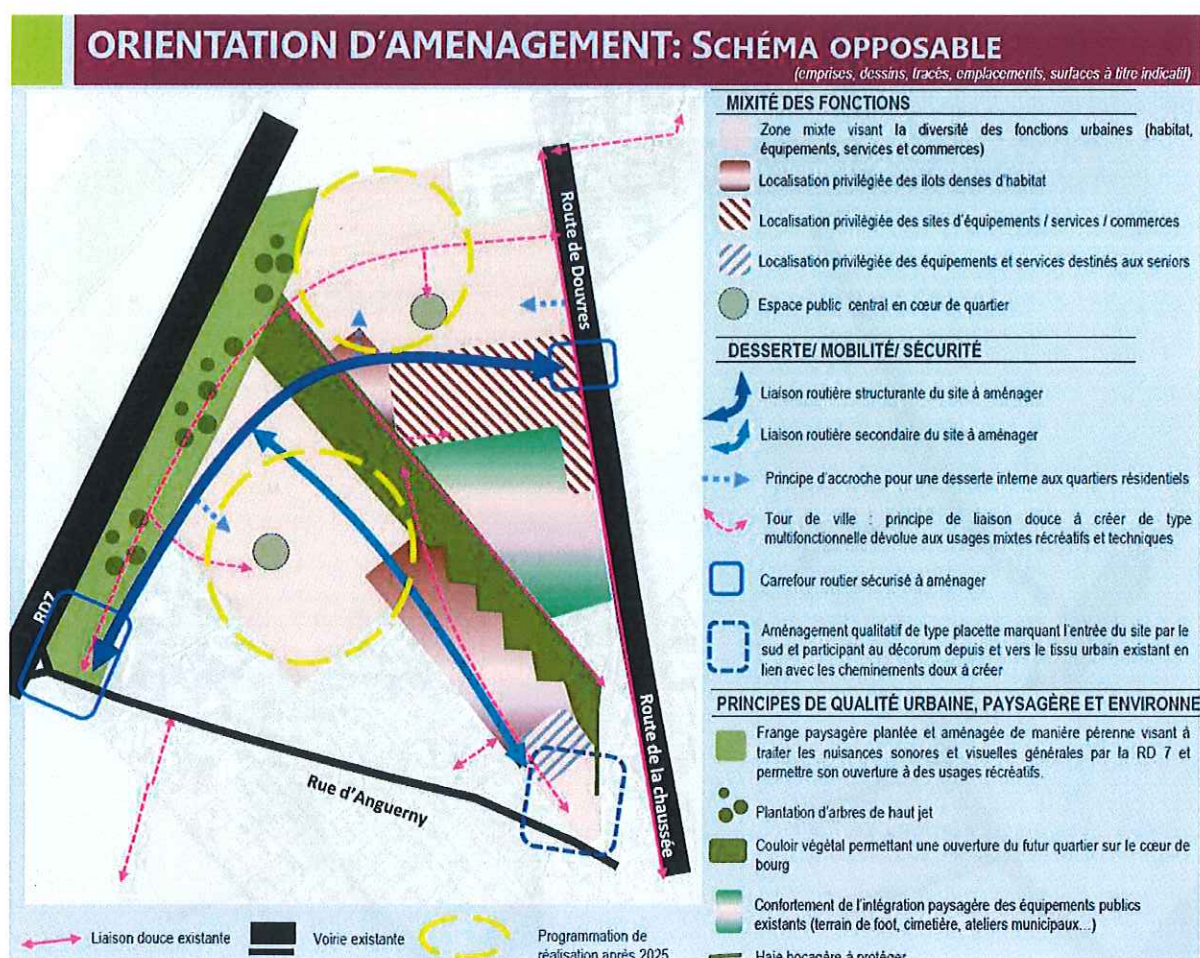 ORIENTATION D'AMENAGEMENT: SCHÉMA OPPOSABLE
(emprises, dessins, tracés, emplacements, surfaces à titre indicatif)
MIXITÉ DES FONCTIONS
Zone mixte visant la diversité des fonctions urbaines (habitat,
équipements, services et commerces)
Localisation privilégiée des ilots denses d'habitat
Localisation privilégiée des sites d'équipements / services / commerces
Localisation privilégiée des équipements et services destinés aux seniors
Espace public central en cœur de quartier
DESSERTE/ MOBILITÉ/ SÉCURITÉ
Liaison routière structurante du site à aménager
Liaison routière secondaire du site à aménager
Principe d'accroche pour une desserte interne aux quartiers résidentiels
Tour de ville : principe de liaison douce à créer de type
multifonctionnelle dévolue aux usages mixtes récréatifs et techniques
Carrefour routier sécurisé à aménager
Aménagement qualitatif de type placette marquant l'entrée du site par le
sud et participant au décorum depuis et vers le tissu urbain existant en
lien avec les cheminements doux à créer
PRINCIPES DE QUALITÉ URBAINE, PAYSAGÈRE ET ENVIRONNE
Frange paysagère plantée et aménagée de manière pérenne visant à
traiter les nuisances sonores et visuelles générales par la RD 7 et
permettre son ouverture à des usages récréatifs.
Plantation d'arbres de haut jet
Couloir végétal permettant une ouverture du futur quartier sur le cœur de
bourg
Confortement de l'intégration paysagère des équipements publics
existants (terrain de foot, cimetière, ateliers municipaux...)
Haie bocagère à protéger
Route de Douvres
RD7
Rue d'Anguerny
Route de la chaussée
Liaison douce existante
Voirie existante
Programmation de
réalisation après 2025